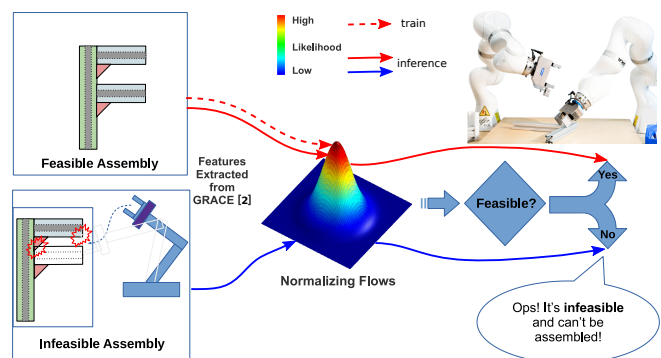 High
Likelihood
Low
train
inference
Feasible Assembly
Features
Extracted
from
GRACE [2]
Normalizing Flows
Feasible?
Yes
No
Infeasible Assembly
Ops! It's infeasible
and can't be
assembled!